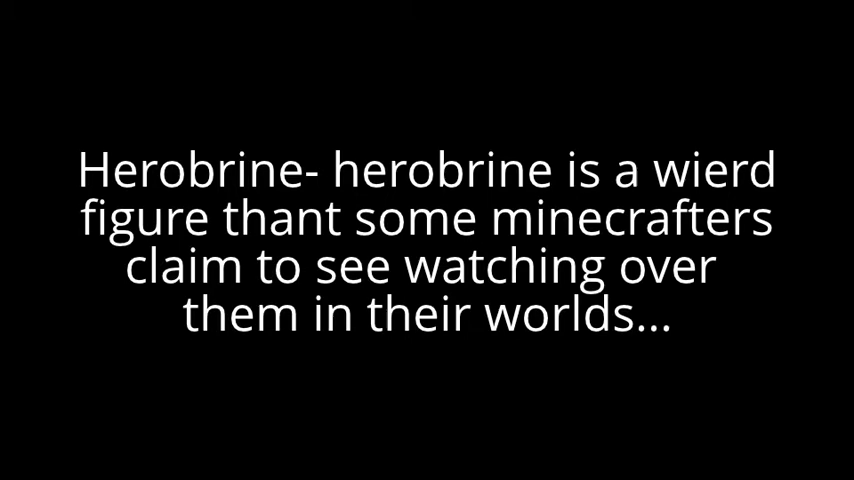 Herobrine- herobrine is a wierd
figure thant some minecrafters
claim to see watching over
them in their worlds...